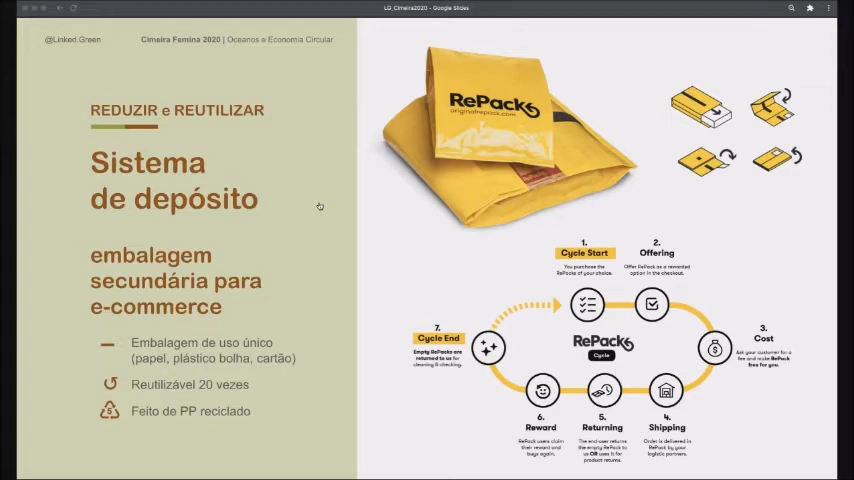 LG_Cimeira2020 - Google Slides
@Linked.Green
Cimeira Femina 2020 | Oceanos e Economia Circular
REDUZIR e REUTILIZAR
Sistema
de depósito
embalagem
secundária para
e-commerce
Embalagem de uso único
(papel, plástico bolha, cartão)
Reutilizável 20 vezes
5
Feito de PP reciclado
RePack
originalrepack.com
1.
Cycle Start
You purchase the
RePacks of your choice.
2.
Offering
Offer RePack as a rewarded
option in the checkout.
3.
Cost
Ask your customer for a
fee and make RePack
free for you.
4.
Shipping
Order is delivered in
RePack by your
logistic partners.
5.
Returning
The end-user returns
the empty RePack to
us OR uses it for
product returns.
6.
Reward
RePack users claim
their reward and
buys again.
7.
Cycle End
Empty RePacks are
returned to us for
cleaning & checking.
RePack
Cycle